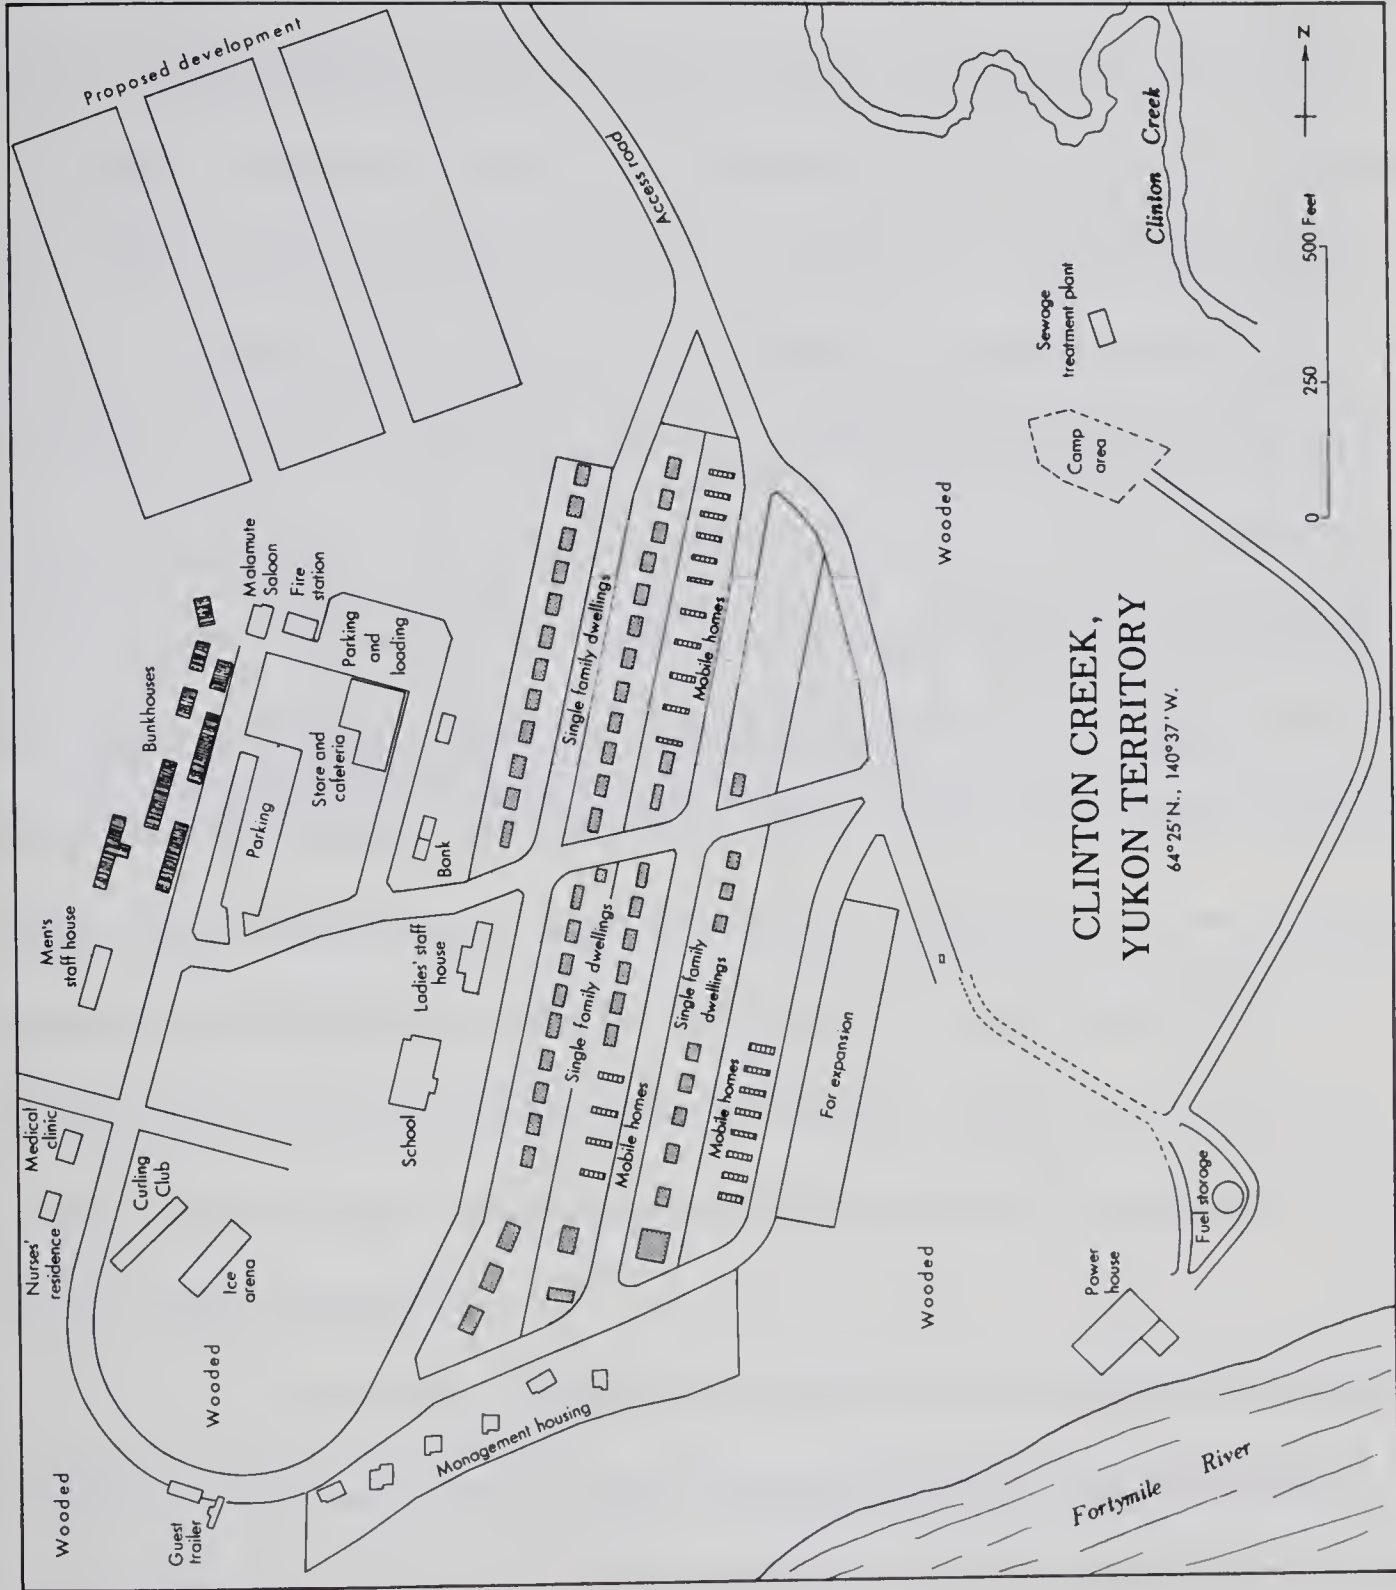 Proposed development
Access road
Clinton Creek
N
Sewage
treatment plant
Camp
area
0 250 500 Feet
Wooded
Malamute
Saloon
Fire
station
Parking
and
loading
Bunkhouses
Store and
cafeteria
Parking
Bank
Single family dwellings
Mobile homes
Men's
staff house
Ladies' staff
house
School
Single family dwellings
Mobile homes
Single family
dwellings
Mobile homes
For expansion
CLINTON CREEK,
YUKON TERRITORY
64°25'N., 140°37'W.
Medical
clinic
Nurses'
residence
Curling
Club
Ice
arena
Wooded
Wooded
Guest
trailer
Management housing
Wooded
Fuel storage
Power
house
Fortymile River